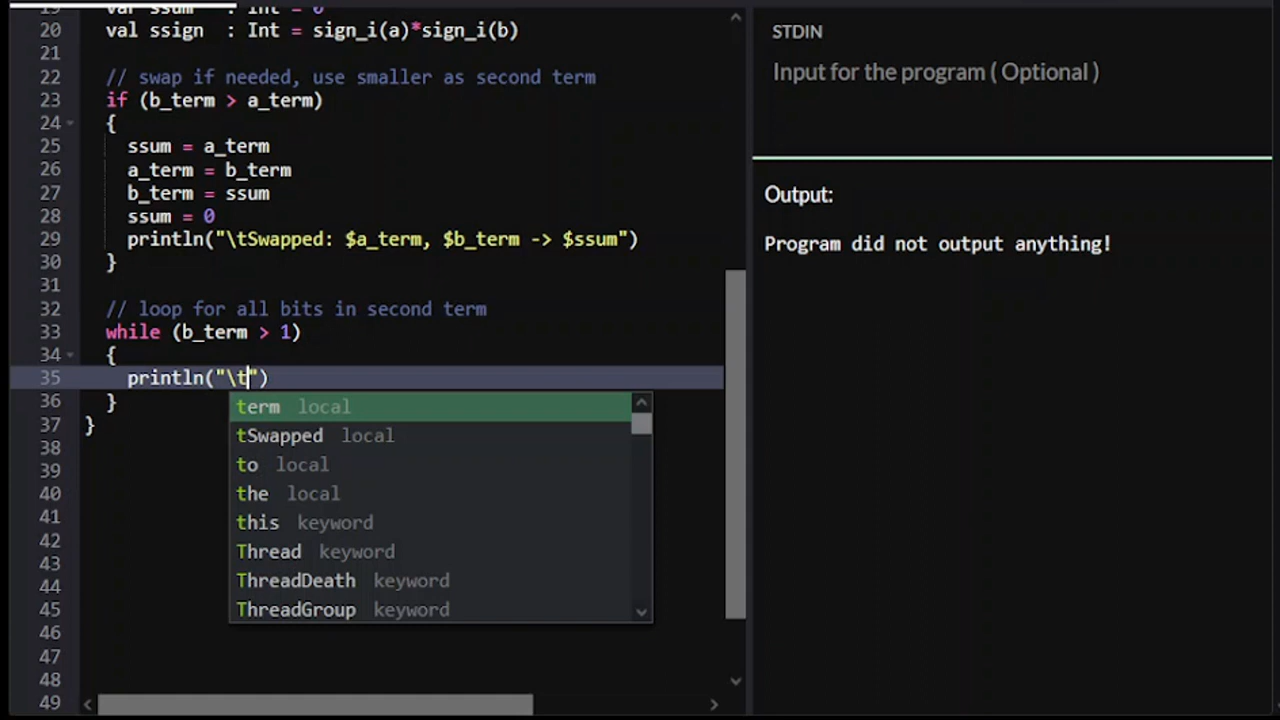 19 var ssum : Int = 0
20 val ssign : Int = sign_i(a)*sign_i(b)
21
22 // swap if needed, use smaller as second term
23 if (b_term > a_term)
24 {
25 ssum = a_term
26 a_term = b_term
27 b_term = ssum
28 ssum = 0
29 println("\tSwapped: $a_term, $b_term -> $ssum")
30 }
31
32 // loop for all bits in second term
33 while (b_term > 1)
34 {
35 println("\t")
36 }
37 }
38
39
40
41
42
43
44
45
46
47
48
49
term local
tSwapped local
to local
the local
this keyword
Thread keyword
ThreadDeath keyword
ThreadGroup keyword
STDIN
Input for the program ( Optional )
Output:
Program did not output anything!